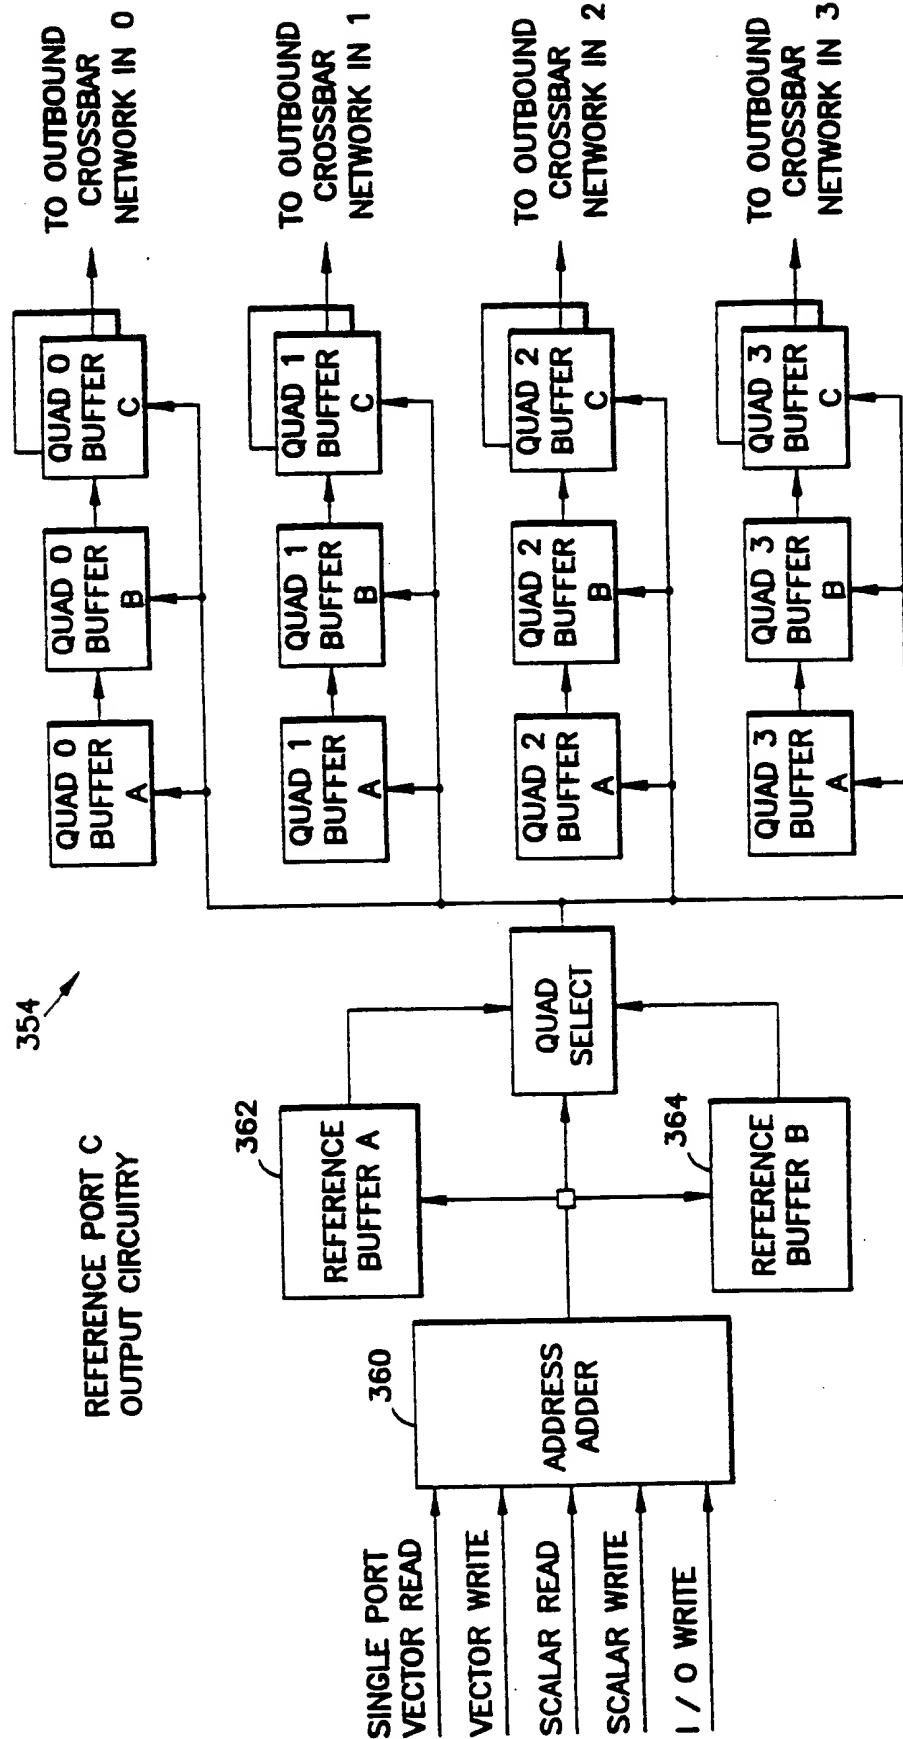 REFERENCE PORT C
OUTPUT CIRCUITRY
354
SINGLE PORT
VECTOR READ
VECTOR WRITE
SCALAR READ
SCALAR WRITE
I / O WRITE
360
ADDRESS
ADDER
362
REFERENCE
BUFFER A
364
REFERENCE
BUFFER B
QUAD
SELECT
QUAD 0
BUFFER
A
QUAD 0
BUFFER
B
QUAD 0
BUFFER
C
TO OUTBOUND
CROSSBAR
NETWORK IN 0
QUAD 1
BUFFER
A
QUAD 1
BUFFER
B
QUAD 1
BUFFER
C
TO OUTBOUND
CROSSBAR
NETWORK IN 1
QUAD 2
BUFFER
A
QUAD 2
BUFFER
B
QUAD 2
BUFFER
C
TO OUTBOUND
CROSSBAR
NETWORK IN 2
QUAD 3
BUFFER
A
QUAD 3
BUFFER
B
QUAD 3
BUFFER
C
TO OUTBOUND
CROSSBAR
NETWORK IN 3